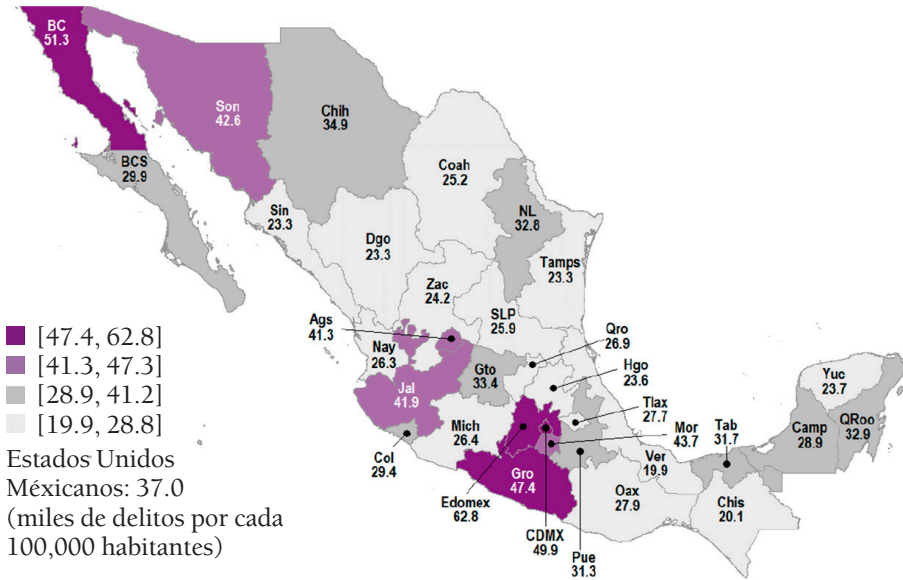 BC
51.3
Son
42.6
Chih
34.9
BCS
29.9
Coah
25.2
Sin
23.3
NL
32.8
Dgo
23.3
Tamps
23.3
Zac
24.2
SLP
25.9
Ags
41.3
Qro
26.9
Nay
26.3
Gto
33.4
Hgo
23.6
Yuc
23.7
Jal
41.9
Tlax
27.7
Mich
26.4
Mor
43.7
Tab
31.7
Camp
28.9
QRoo
32.9
Col
29.4
Ver
19.9
Gro
47.4
Edomex
62.8
Oax
27.9
Chis
20.1
CDMX
49.9
Pue
31.3
[47.4, 62.8]
[41.3, 47.3]
[28.9, 41.2]
[19.9, 28.8]
Estados Unidos
Méxicanos: 37.0
(miles de delitos por cada
100,000 habitantes)